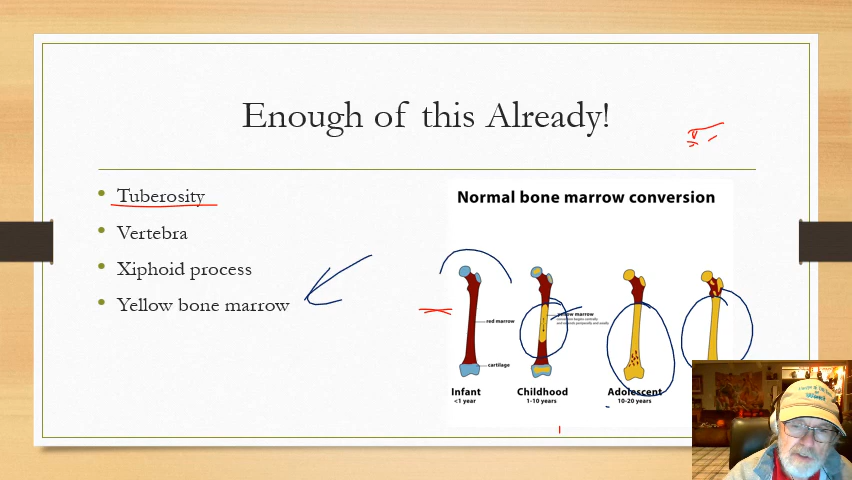 Enough of this Already!
Tuberosity
Vertebra
Xiphoid process
Yellow bone marrow
Normal bone marrow conversion
red marrow
yellow marrow
cartilage
Infant
<1 year
Childhood
1-10 years
Adolescent
10-20 years